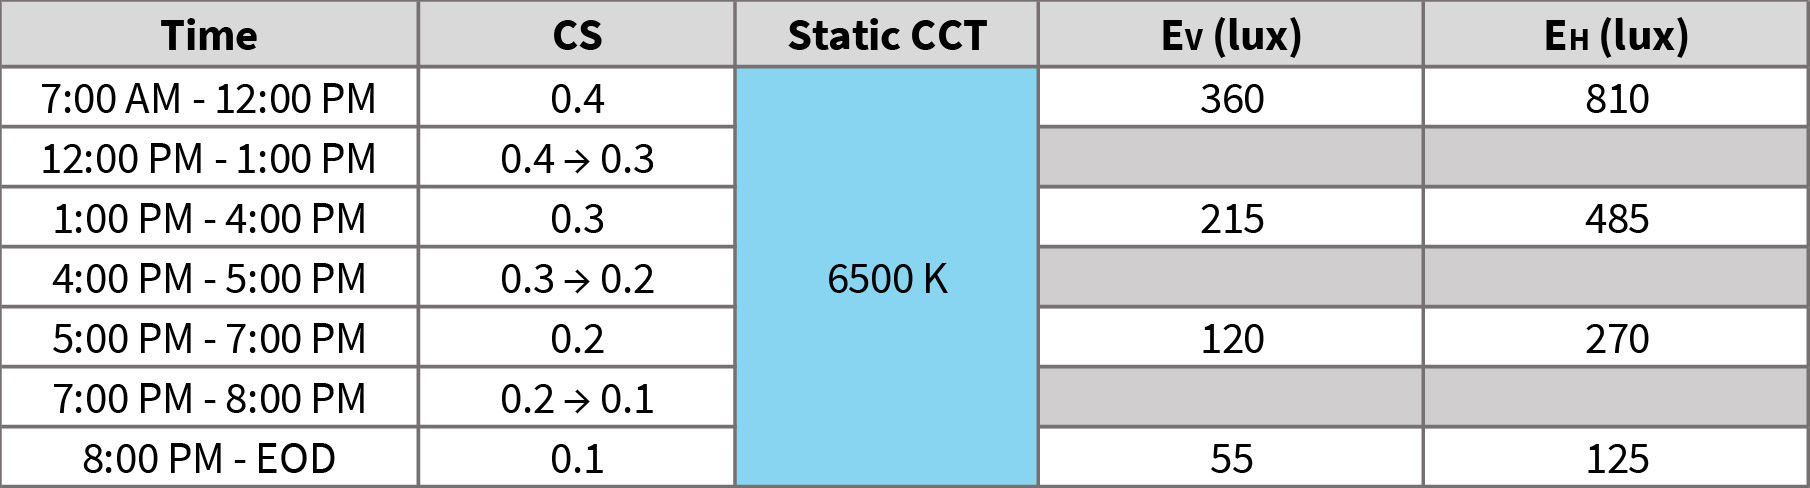 Time CS Static CCT EV (lux) EH (lux)
7:00 AM - 12:00 PM 0.4 360 810
12:00 PM - 1:00 PM 0.4 → 0.3
1:00 PM - 4:00 PM 0.3 215 485
4:00 PM - 5:00 PM 0.3 → 0.2 6500 K
5:00 PM - 7:00 PM 0.2 120 270
7:00 PM - 8:00 PM 0.2 → 0.1
8:00 PM - EOD 0.1 55 125